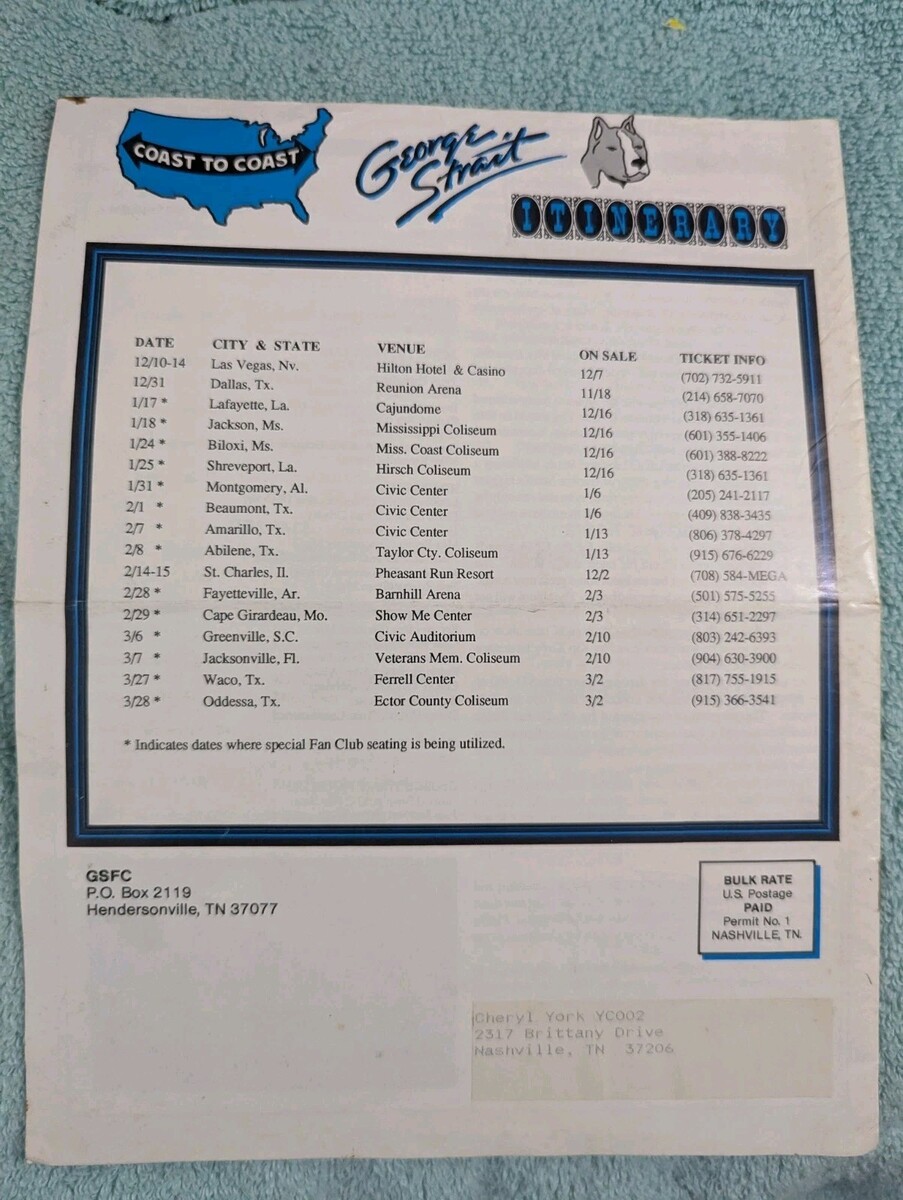 COAST TO COAST
George Strait
ITINERARY
DATE CITY & STATE VENUE ON SALE TICKET INFO
12/10-14 Las Vegas, Nv. Hilton Hotel & Casino 12/7 (702) 732-5911
12/31 Dallas, Tx. Reunion Arena 11/18 (214) 658-7070
1/17 * Lafayette, La. Cajundome 12/16 (318) 635-1361
1/18 * Jackson, Ms. Mississippi Coliseum 12/16 (601) 355-1406
1/24 * Biloxi, Ms. Miss. Coast Coliseum 12/16 (601) 388-8222
1/25 * Shreveport, La. Hirsch Coliseum 12/16 (318) 635-1361
1/31 * Montgomery, Al. Civic Center 1/6 (205) 241-2117
2/1 * Beaumont, Tx. Civic Center 1/6 (409) 838-3435
2/7 * Amarillo, Tx. Civic Center 1/13 (806) 378-4297
2/8 * Abilene, Tx. Taylor Cty. Coliseum 1/13 (915) 676-6229
2/14-15 St. Charles, Il. Pheasant Run Resort 12/2 (708) 584-MEGA
2/28 * Fayetteville, Ar. Barnhill Arena 2/3 (501) 575-5255
2/29 * Cape Girardeau, Mo. Show Me Center 2/3 (314) 651-2297
3/6 * Greenville, S.C. Civic Auditorium 2/10 (803) 242-6393
3/7 * Jacksonville, Fl. Veterans Mem. Coliseum 2/10 (904) 630-3900
3/27 * Waco, Tx. Ferrell Center 3/2 (817) 755-1915
3/28 * Oddessa, Tx. Ector County Coliseum 3/2 (915) 366-3541
* Indicates dates where special Fan Club seating is being utilized.
GSFC
P.O. Box 2119
Hendersonville, TN 37077
BULK RATE
U.S. Postage
PAID
Permit No. 1
NASHVILLE, TN.
Cheryl York YC002
2317 Brittany Drive
Nashville, TN 37206